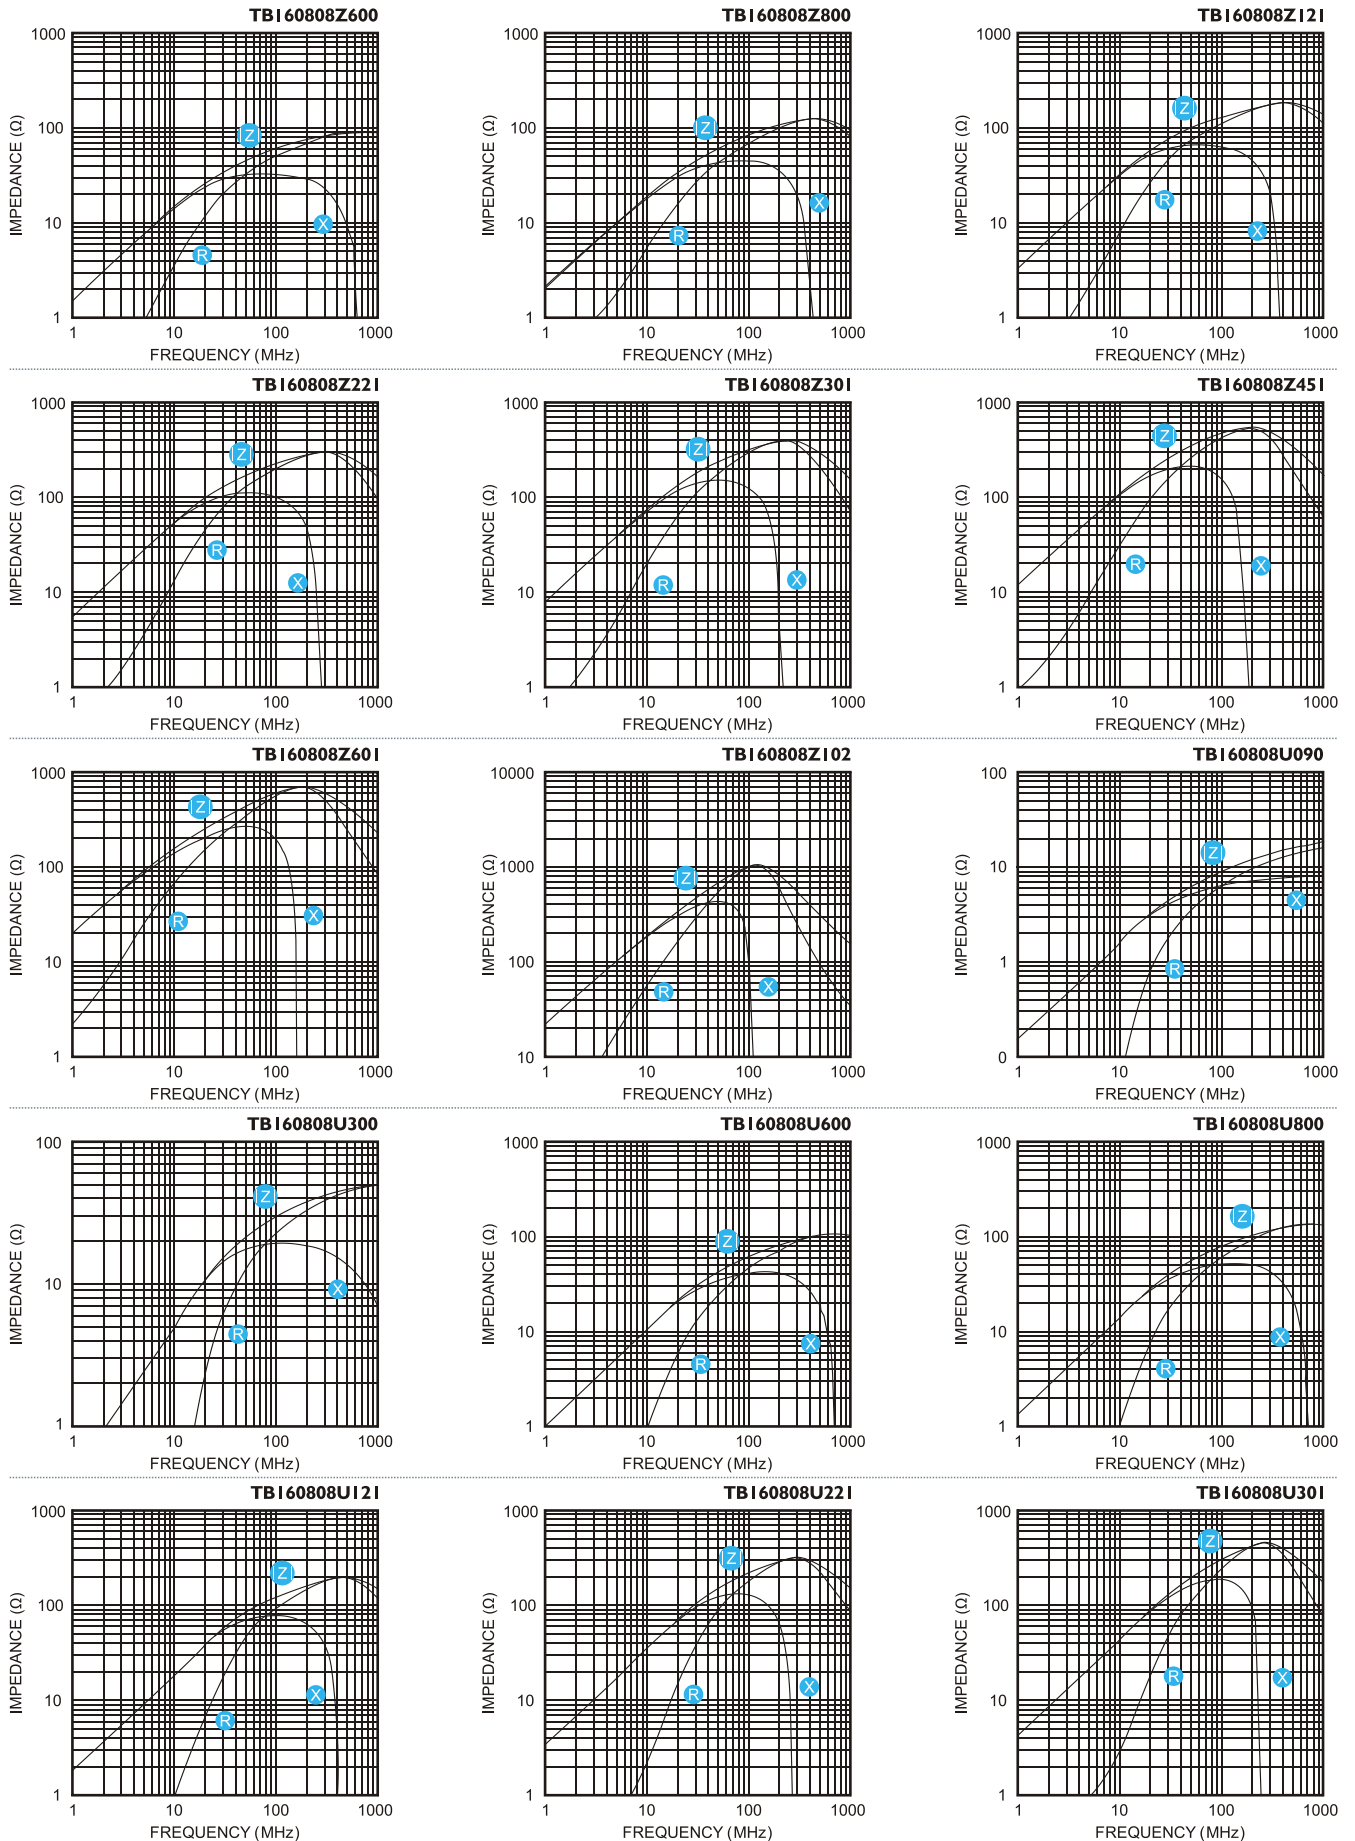 TB160808Z600 TB160808Z800 TB160808Z121
1000 1000 1000
IMPEDANCE (Ω) IMPEDANCE (Ω) IMPEDANCE (Ω)
Z Z Z
100 100 100
R X R X R X
10 10 10
1 1 1
1 10 100 1000 1 10 100 1000 1 10 100 1000
FREQUENCY (MHz) FREQUENCY (MHz) FREQUENCY (MHz)
TB160808Z221 TB160808Z301 TB160808Z451
1000 1000 1000
IMPEDANCE (Ω) IMPEDANCE (Ω) IMPEDANCE (Ω)
Z Z Z
100 100 100
R X R X R X
10 10 10
1 1 1
1 10 100 1000 1 10 100 1000 1 10 100 1000
FREQUENCY (MHz) FREQUENCY (MHz) FREQUENCY (MHz)
TB160808Z601 TB160808Z102 TB160808U090
1000 10000 100
IMPEDANCE (Ω) IMPEDANCE (Ω) IMPEDANCE (Ω)
Z Z Z
100 1000 10
R X R X R X
10 100 1
1 10 0
1 10 100 1000 1 10 100 1000 1 10 100 1000
FREQUENCY (MHz) FREQUENCY (MHz) FREQUENCY (MHz)
TB160808U300 TB160808U600 TB160808U800
100 1000 1000
IMPEDANCE (Ω) IMPEDANCE (Ω) IMPEDANCE (Ω)
Z Z Z
100 100
10 10 10
R X R X R X
1 1 1
1 10 100 1000 1 10 100 1000 1 10 100 1000
FREQUENCY (MHz) FREQUENCY (MHz) FREQUENCY (MHz)
TB160808U121 TB160808U221 TB160808U301
1000 1000 1000
IMPEDANCE (Ω) IMPEDANCE (Ω) IMPEDANCE (Ω)
Z Z Z
100 100 100
R X R X R X
10 10 10
1 1 1
1 10 100 1000 1 10 100 1000 1 10 100 1000
FREQUENCY (MHz) FREQUENCY (MHz) FREQUENCY (MHz)